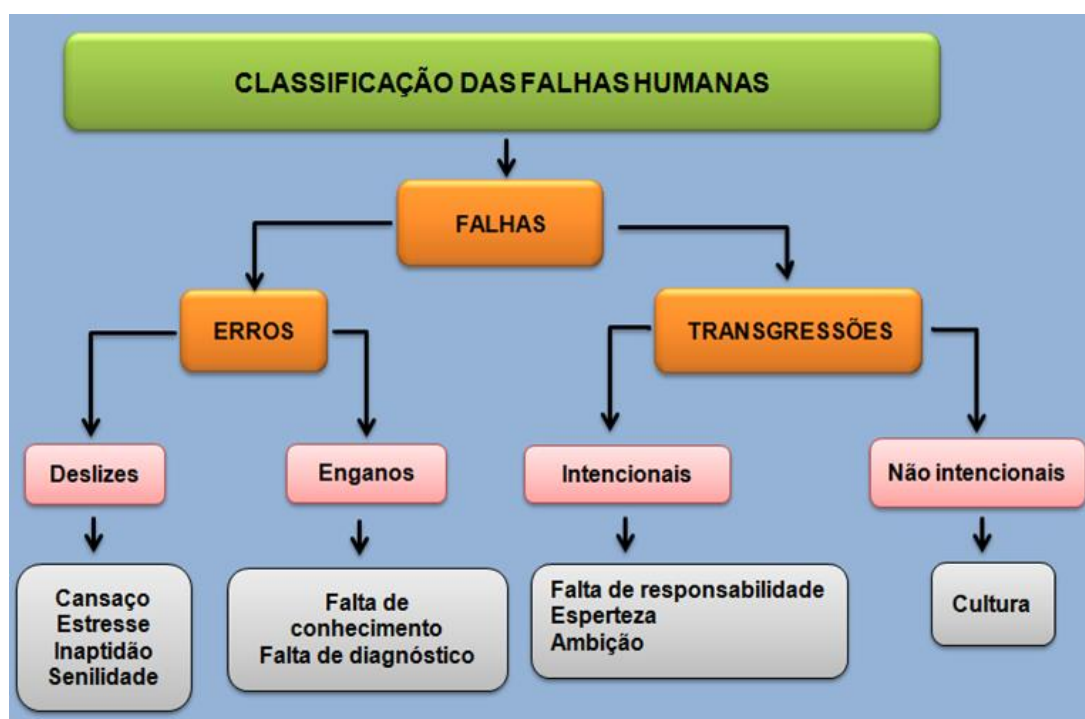 CLASSIFICAÇÃO DAS FALHAS HUMANAS
FALHAS
ERROS
TRANSGRESSÕES
Deslizes
Enganos
Intencionais
Não intencionais
Cansaço
Estresse
Inaptidão
Senilidade
Falta de
conhecimento
Falta de diagnóstico
Falta de responsabilidade
Esperteza
Ambição
Cultura